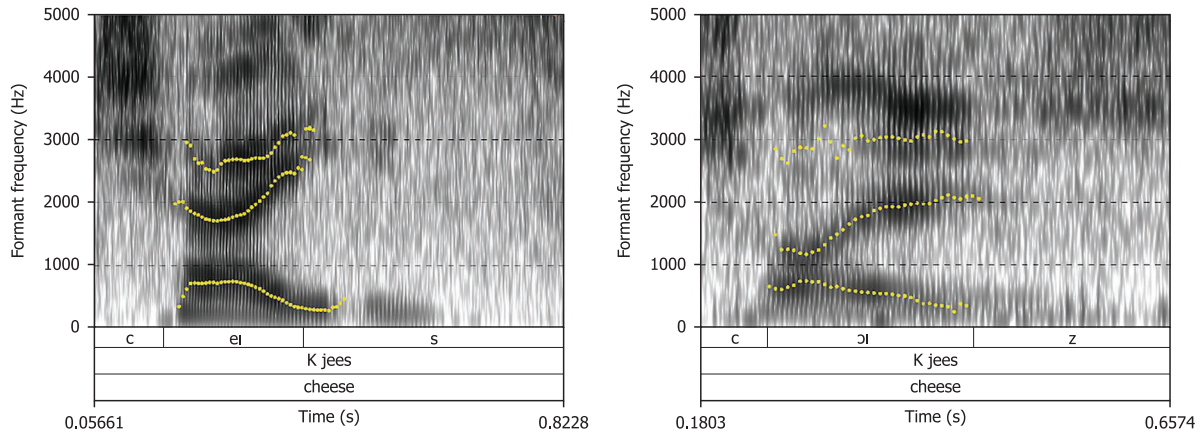 5000
4000
3000
2000
1000
0
Formant frequency (Hz)
c eɪ s
K jees
cheese
0.05661 Time (s) 0.8228
5000
4000
3000
2000
1000
0
Formant frequency (Hz)
c ɔɪ z
K jees
cheese
0.1803 Time (s) 0.6574